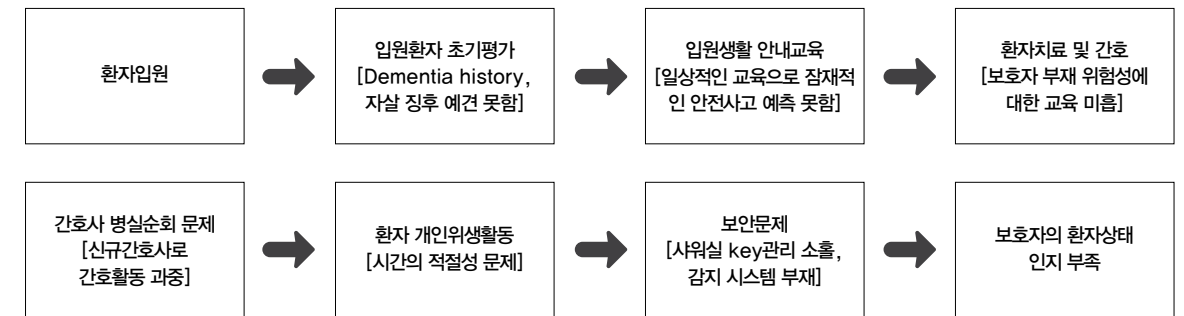 환자입원
입원환자 초기평가
[Dementia history,
자살 징후 예견 못함]
입원생활 안내교육
[일상적인 교육으로 잠재적
인 안전사고 예측 못함]
환자치료 및 간호
[보호자 부재 위험성에
대한 교육 미흡]
간호사 병실순회 문제
[신규간호사로
간호활동 과중]
환자 개인위생활동
[시간의 적절성 문제]
보안문제
[샤워실 key관리 소홀,
감지 시스템 부재]
보호자의 환자상태
인지 부족